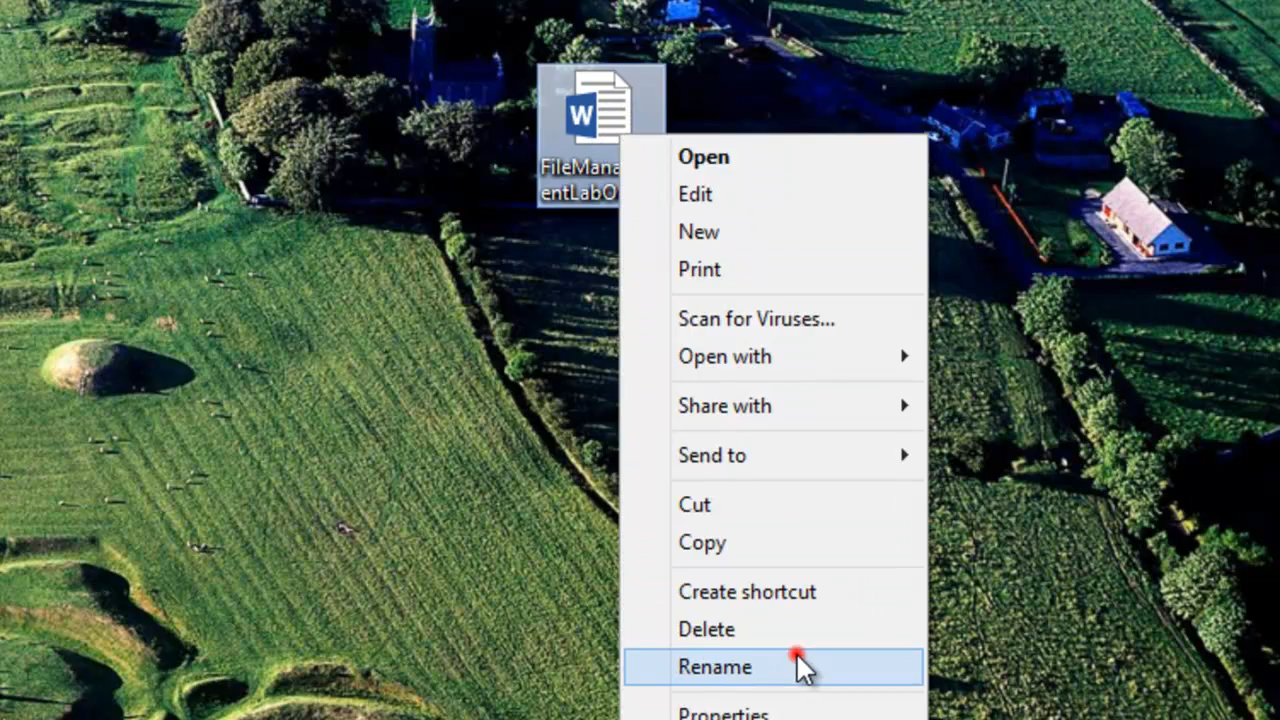 W
FileMana
entLabO
Open
Edit
New
Print
Scan for Viruses...
Open with
Share with
Send to
Cut
Copy
Create shortcut
Delete
Rename
Properties